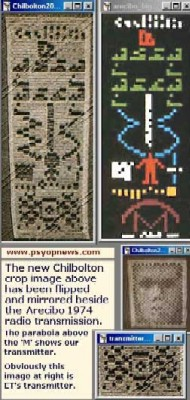 Chilbolton20...
arecibo_big...
www.psyopnews.com
The new Chilbolton
crop image above
has been flipped
and mirrored beside
the Arecibo 1974
radio transmission.
the parabola above
the 'M' shows our
transmitter.
Obviously this
image at right is
ET's transmitter.
Chilbolton2
transmitter...